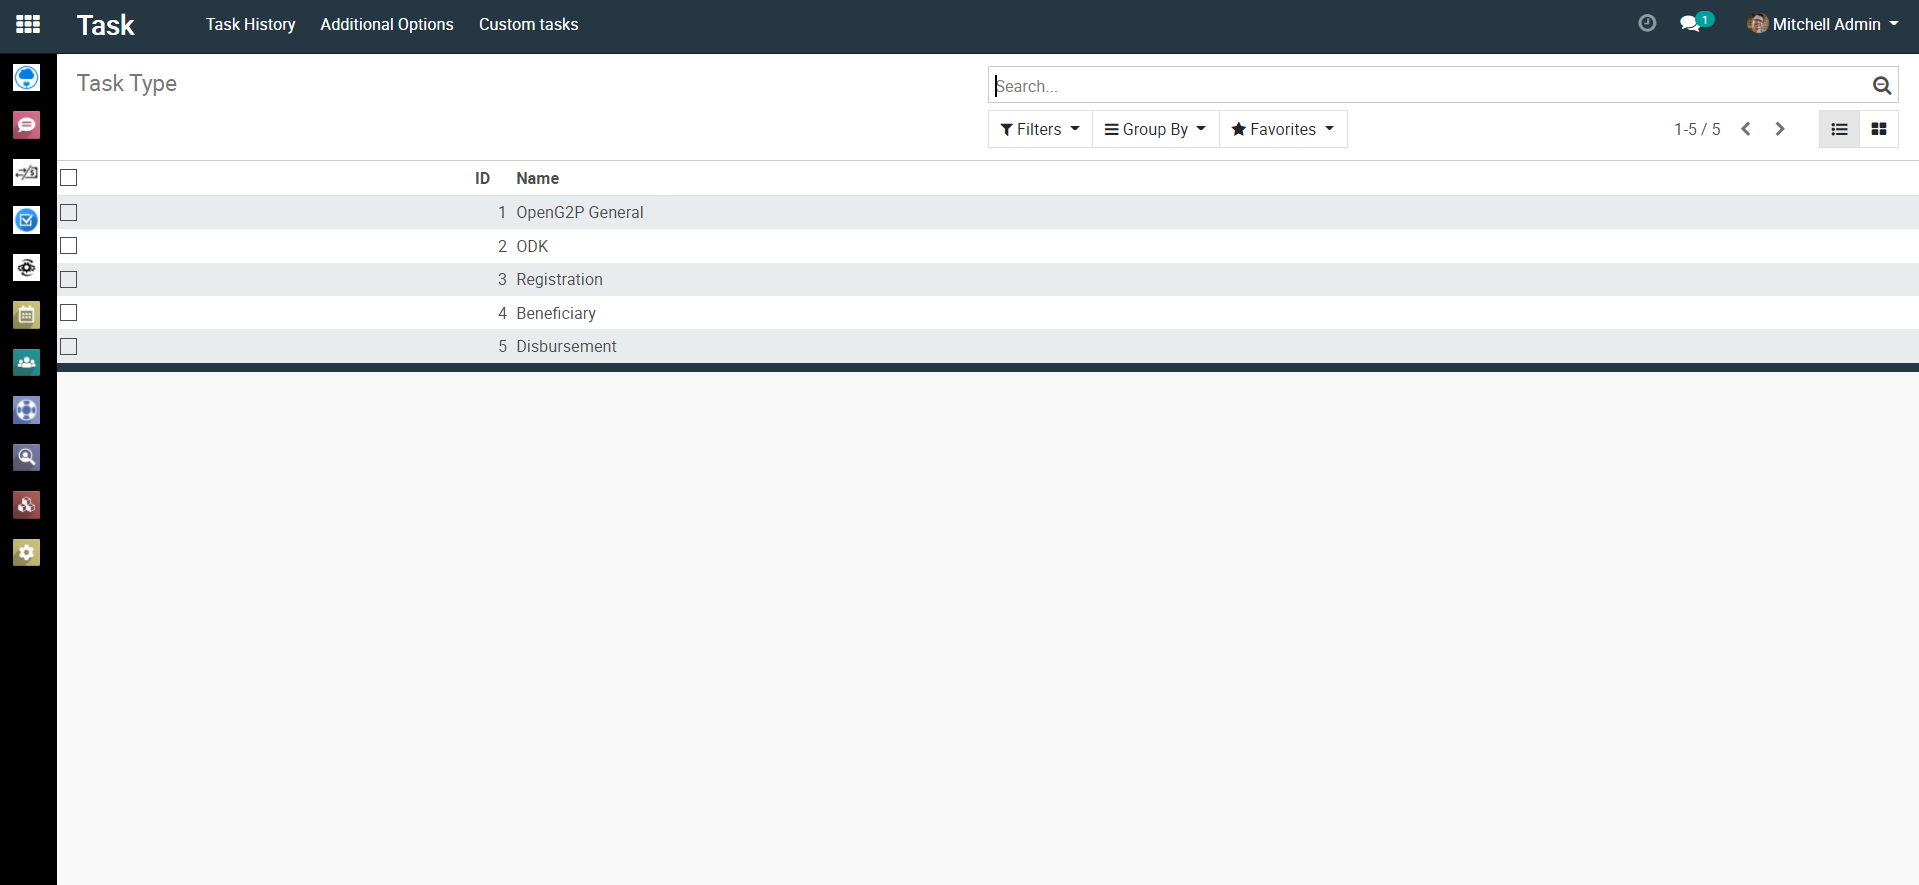 Task Task History Additional Options Custom tasks 1 Mitchell Admin
Task Type
Search...
Filters Group By Favorites 1-5 / 5
ID Name
1 OpenG2P General
2 ODK
3 Registration
4 Beneficiary
5 Disbursement